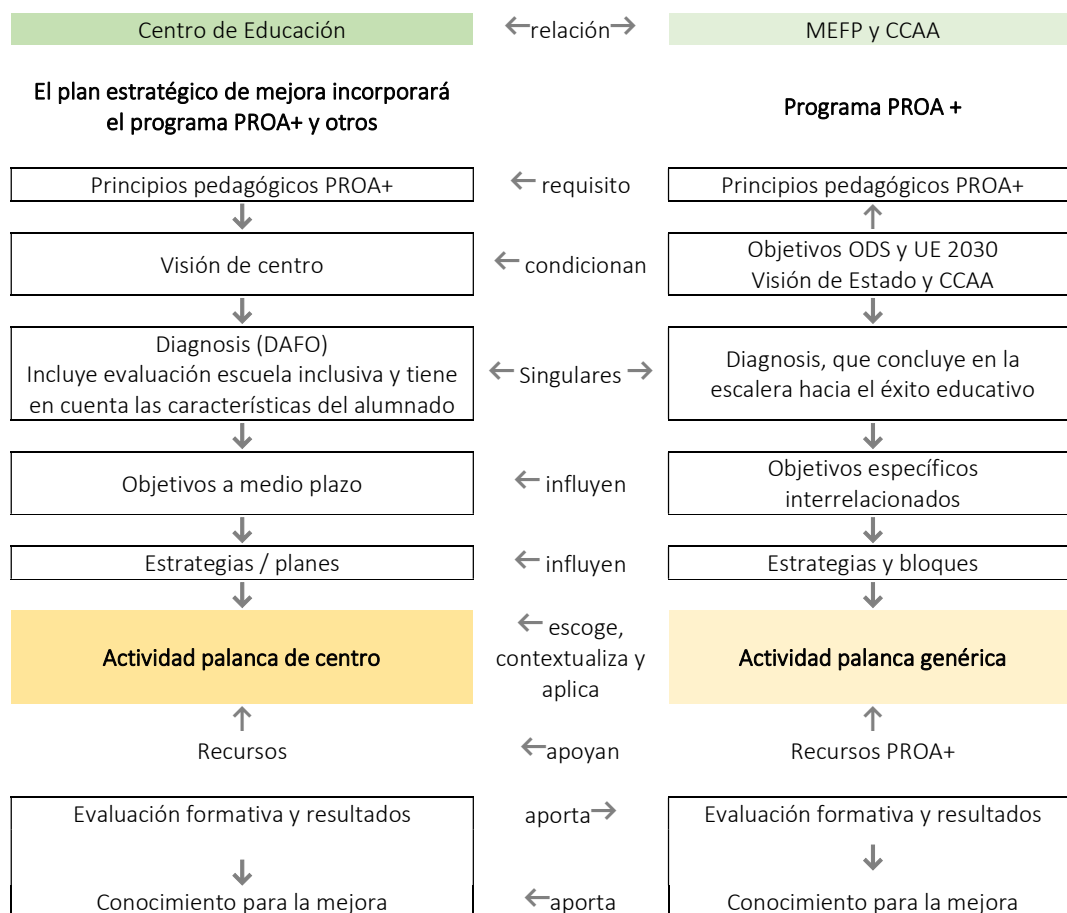 Centro de Educación ←relación→ MEFP y CCAA
El plan estratégico de mejora incorporará
el programa PROA+ y otros
Programa PROA +
Principios pedagógicos PROA+ ← requisito Principios pedagógicos PROA+
↓ ↑
Visión de centro ← condicionan Objetivos ODS y UE 2030
Visión de Estado y CCAA
↓ ↓
Diagnosis (DAFO)
Incluye evaluación escuela inclusiva y tiene
en cuenta las características del alumnado
← Singulares →
Diagnosis, que concluye en la
escalera hacia el éxito educativo
↓ ↓
Objetivos a medio plazo ← influyen Objetivos específicos
interrelacionados
↓ ↓
Estrategias / planes ← influyen Estrategias y bloques
↓ ↓
Actividad palanca de centro
← escoge,
contextualiza y
aplica
Actividad palanca genérica
↑ ↑
Recursos ←apoyan Recursos PROA+
Evaluación formativa y resultados aporta→ Evaluación formativa y resultados
↓ ↓
Conocimiento para la mejora ←aporta Conocimiento para la mejora